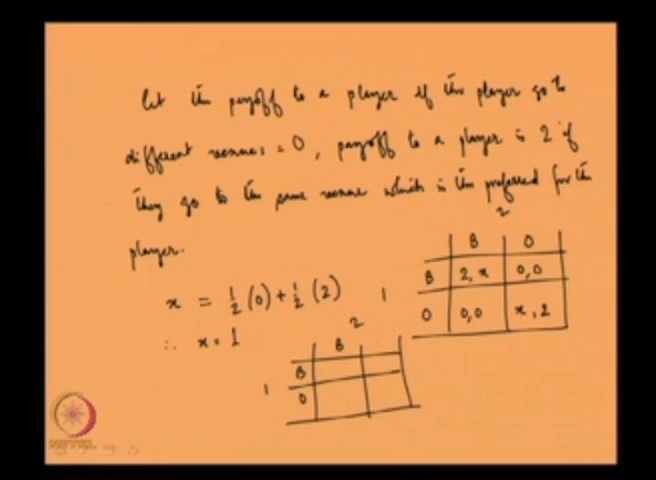 let the payoff to a player if the player go to
different venues = 0, payoff to a player is 2 if
they go to the same venue which is the preferred for the
player.
x = 1/2 (0) + 1/2 (2)
∴ x = 1
2
B O
1 B 2, x 0,0
O 0,0 x, 2
2
B
1 B
O